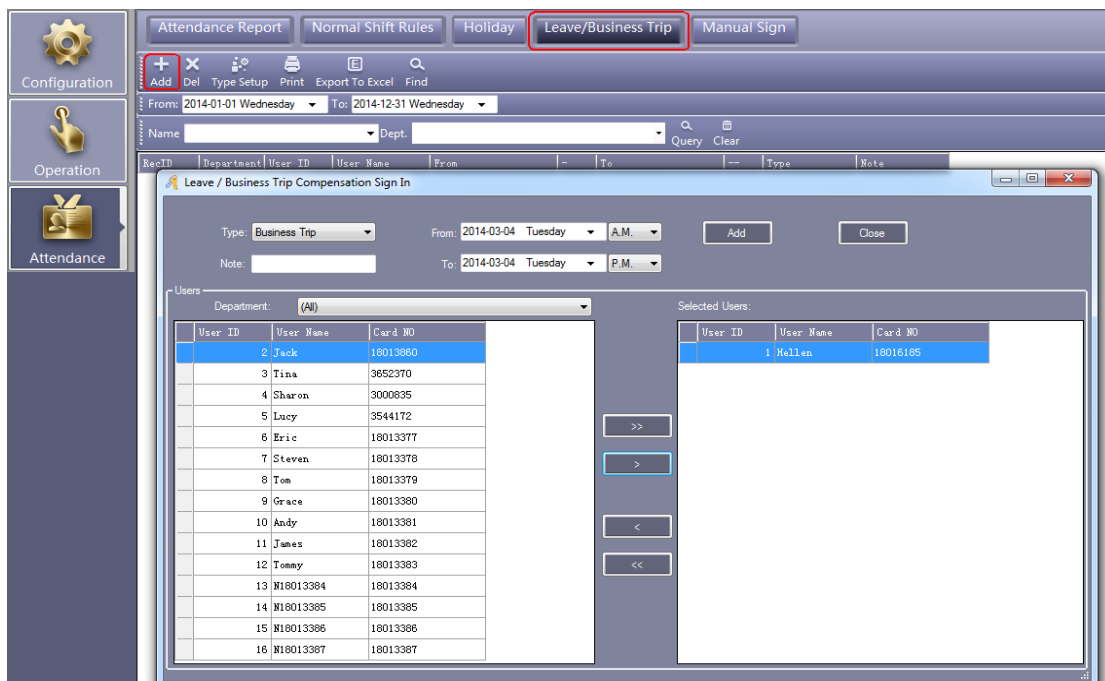 Attendance Report Normal Shift Rules Holiday Leave/Business Trip Manual Sign
Configuration
Add Del Type Setup Print Export To Excel Find
From: 2014-01-01 Wednesday To: 2014-12-31 Wednesday
Name Dept. Query Clear
Operation
RecID Department User ID User Name From - To -- Type Note
Leave / Business Trip Compensation Sign In
Attendance
Type: Business Trip From: 2014-03-04 Tuesday A.M. Add Close
Note: To: 2014-03-04 Tuesday P.M.
Users
Department: (All) Selected Users:
User ID User Name Card NO User ID User Name Card NO
2 Jack 18013860 1 Hellen 18016185
3 Tina 3652370
4 Sharon 3000835
5 Lucy 3544172
>>
6 Eric 18013377
7 Steven 18013378
>
8 Tom 18013379
9 Grace 18013380
10 Andy 18013381
<
11 James 18013382
12 Tommy 18013383
<<
13 N18013384 18013384
14 N18013385 18013385
15 N18013386 18013386
16 N18013387 18013387